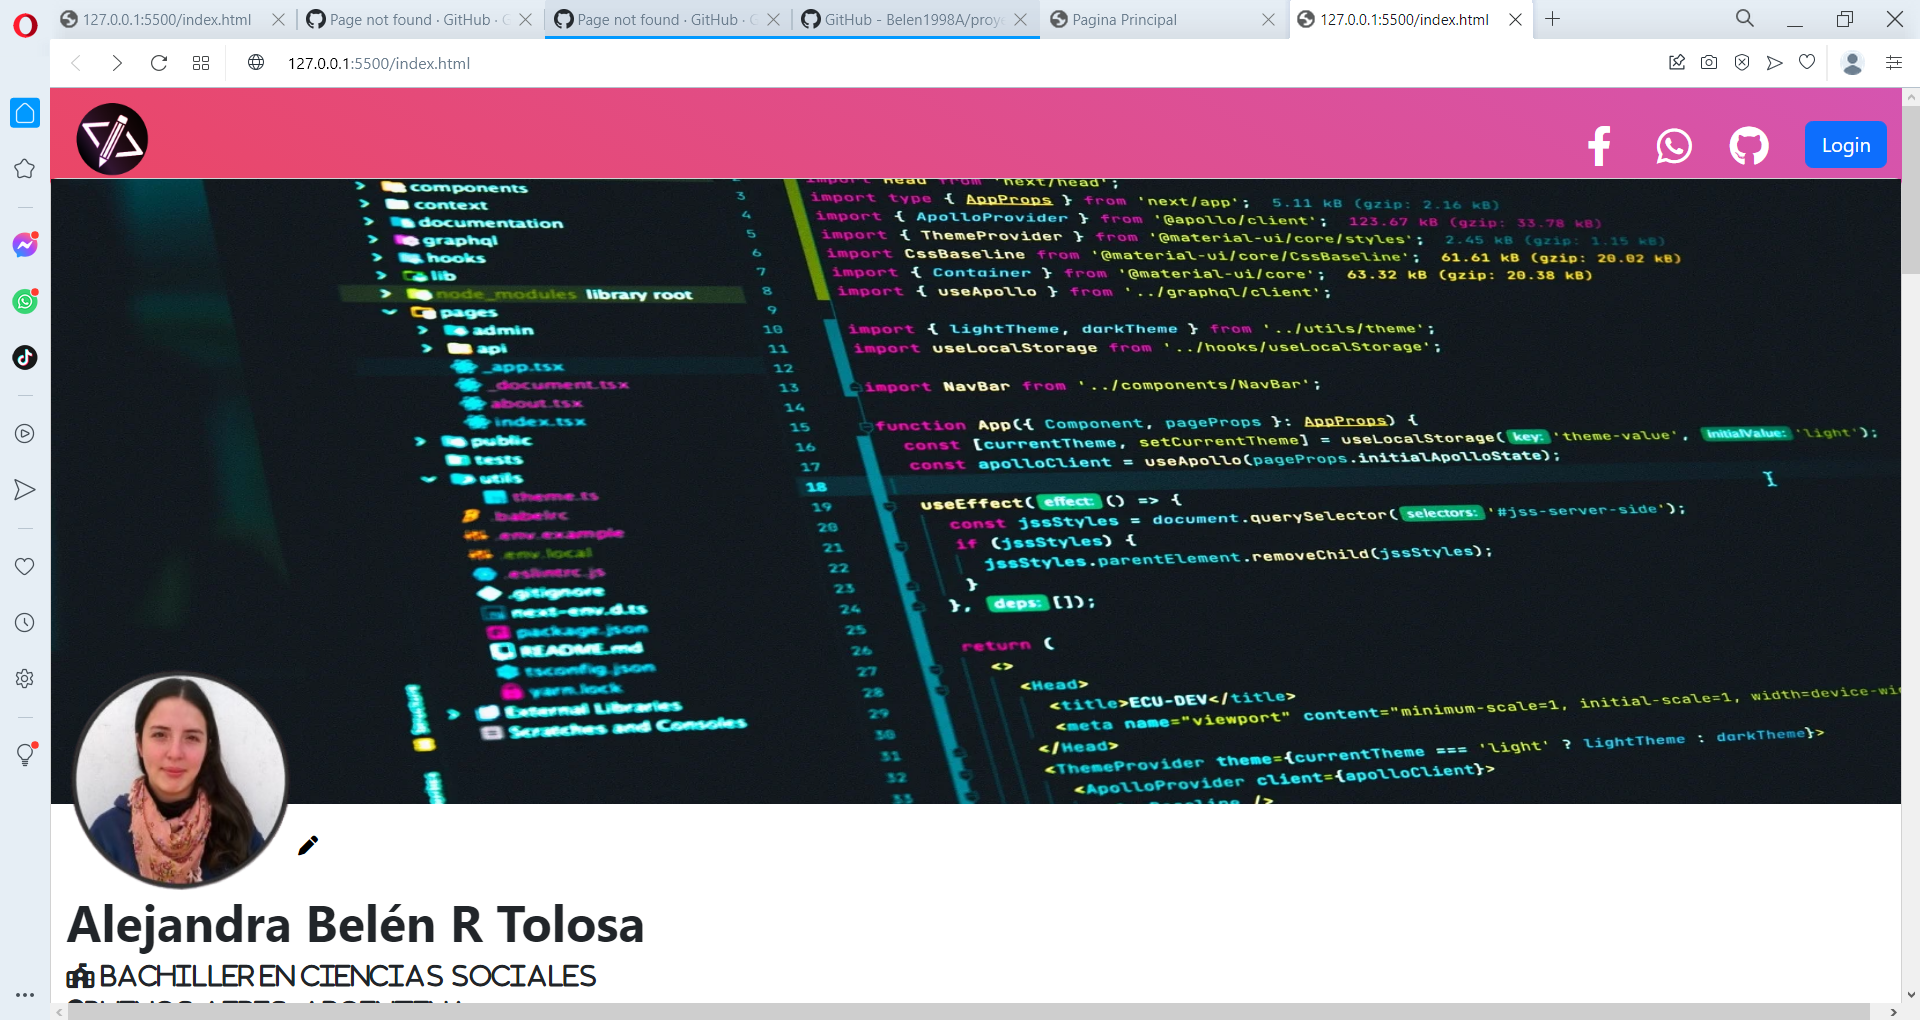 127.0.0.1:5500/index.html
Page not found · GitHub · G
Page not found · GitHub · G
GitHub - Belen1998A/proye
Pagina Principal
127.0.0.1:5500/index.html
127.0.0.1:5500/index.html
Login
components
context
documentation
graphql
hooks
lib
node_modules library root
pages
admin
api
_app.tsx
_document.tsx
about.tsx
index.tsx
public
tests
utils
theme.ts
.babelrc
.env.example
.env.local
.eslintrc.js
.gitignore
next-env.d.ts
package.json
README.md
tsconfig.json
yarn.lock
External Libraries
Scratches and Consoles
import Head from 'next/head';
3 import type { AppProps } from 'next/app'; 5.11 kB (gzip: 2.16 kB)
4 import { ApolloProvider } from '@apollo/client'; 123.67 kB (gzip: 33.78 kB)
5 import { ThemeProvider } from '@material-ui/core/styles'; 2.45 kB (gzip: 1.15 kB)
6 import CssBaseline from '@material-ui/core/CssBaseline'; 61.61 kB (gzip: 20.02 kB)
7 import { Container } from '@material-ui/core'; 63.32 kB (gzip: 20.38 kB)
8 import { useApollo } from '../graphql/client';
9
10 import { lightTheme, darkTheme } from '../utils/theme';
11 import useLocalStorage from '../hooks/useLocalStorage';
12
13 import NavBar from '../components/NavBar';
14
15 function App({ Component, pageProps }: AppProps) {
16 const [currentTheme, setCurrentTheme] = useLocalStorage( key: 'theme-value', initialValue: 'light');
17 const apolloClient = useApollo(pageProps.initialApolloState);
18
19 useEffect( effect: () => {
20 const jssStyles = document.querySelector( selectors: '#jss-server-side');
21 if (jssStyles) {
22 jssStyles.parentElement.removeChild(jssStyles);
23 }
24 }, deps: []);
25
26 return (
27 <>
28 <Head>
29 <title>ECU-DEV</title>
30 <meta name="viewport" content="minimum-scale=1, initial-scale=1, width=device-wi
31 </Head>
32 <ThemeProvider theme={currentTheme === 'light' ? lightTheme : darkTheme}>
33 <ApolloProvider client={apolloClient}>
Alejandra Belén R Tolosa
BACHILLER EN CIENCIAS SOCIALES